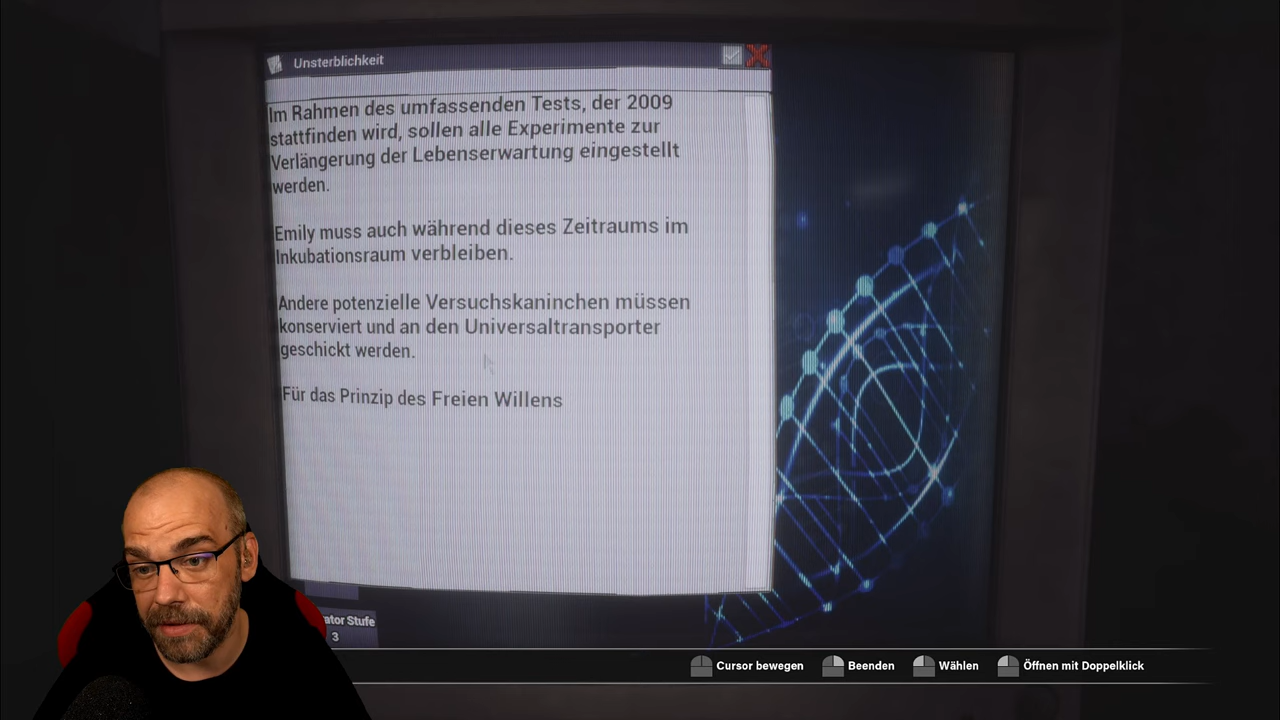 Unsterblichkeit
Im Rahmen des umfassenden Tests, der 2009
stattfinden wird, sollen alle Experimente zur
Verlängerung der Lebenserwartung eingestellt
werden.
Emily muss auch während dieses Zeitraums im
Inkubationsraum verbleiben.
Andere potenzielle Versuchskaninchen müssen
konserviert und an den Universaltransporter
geschickt werden.
Für das Prinzip des Freien Willens
ator Stufe
3
Cursor bewegen
Beenden
Wählen
Öffnen mit Doppelklick